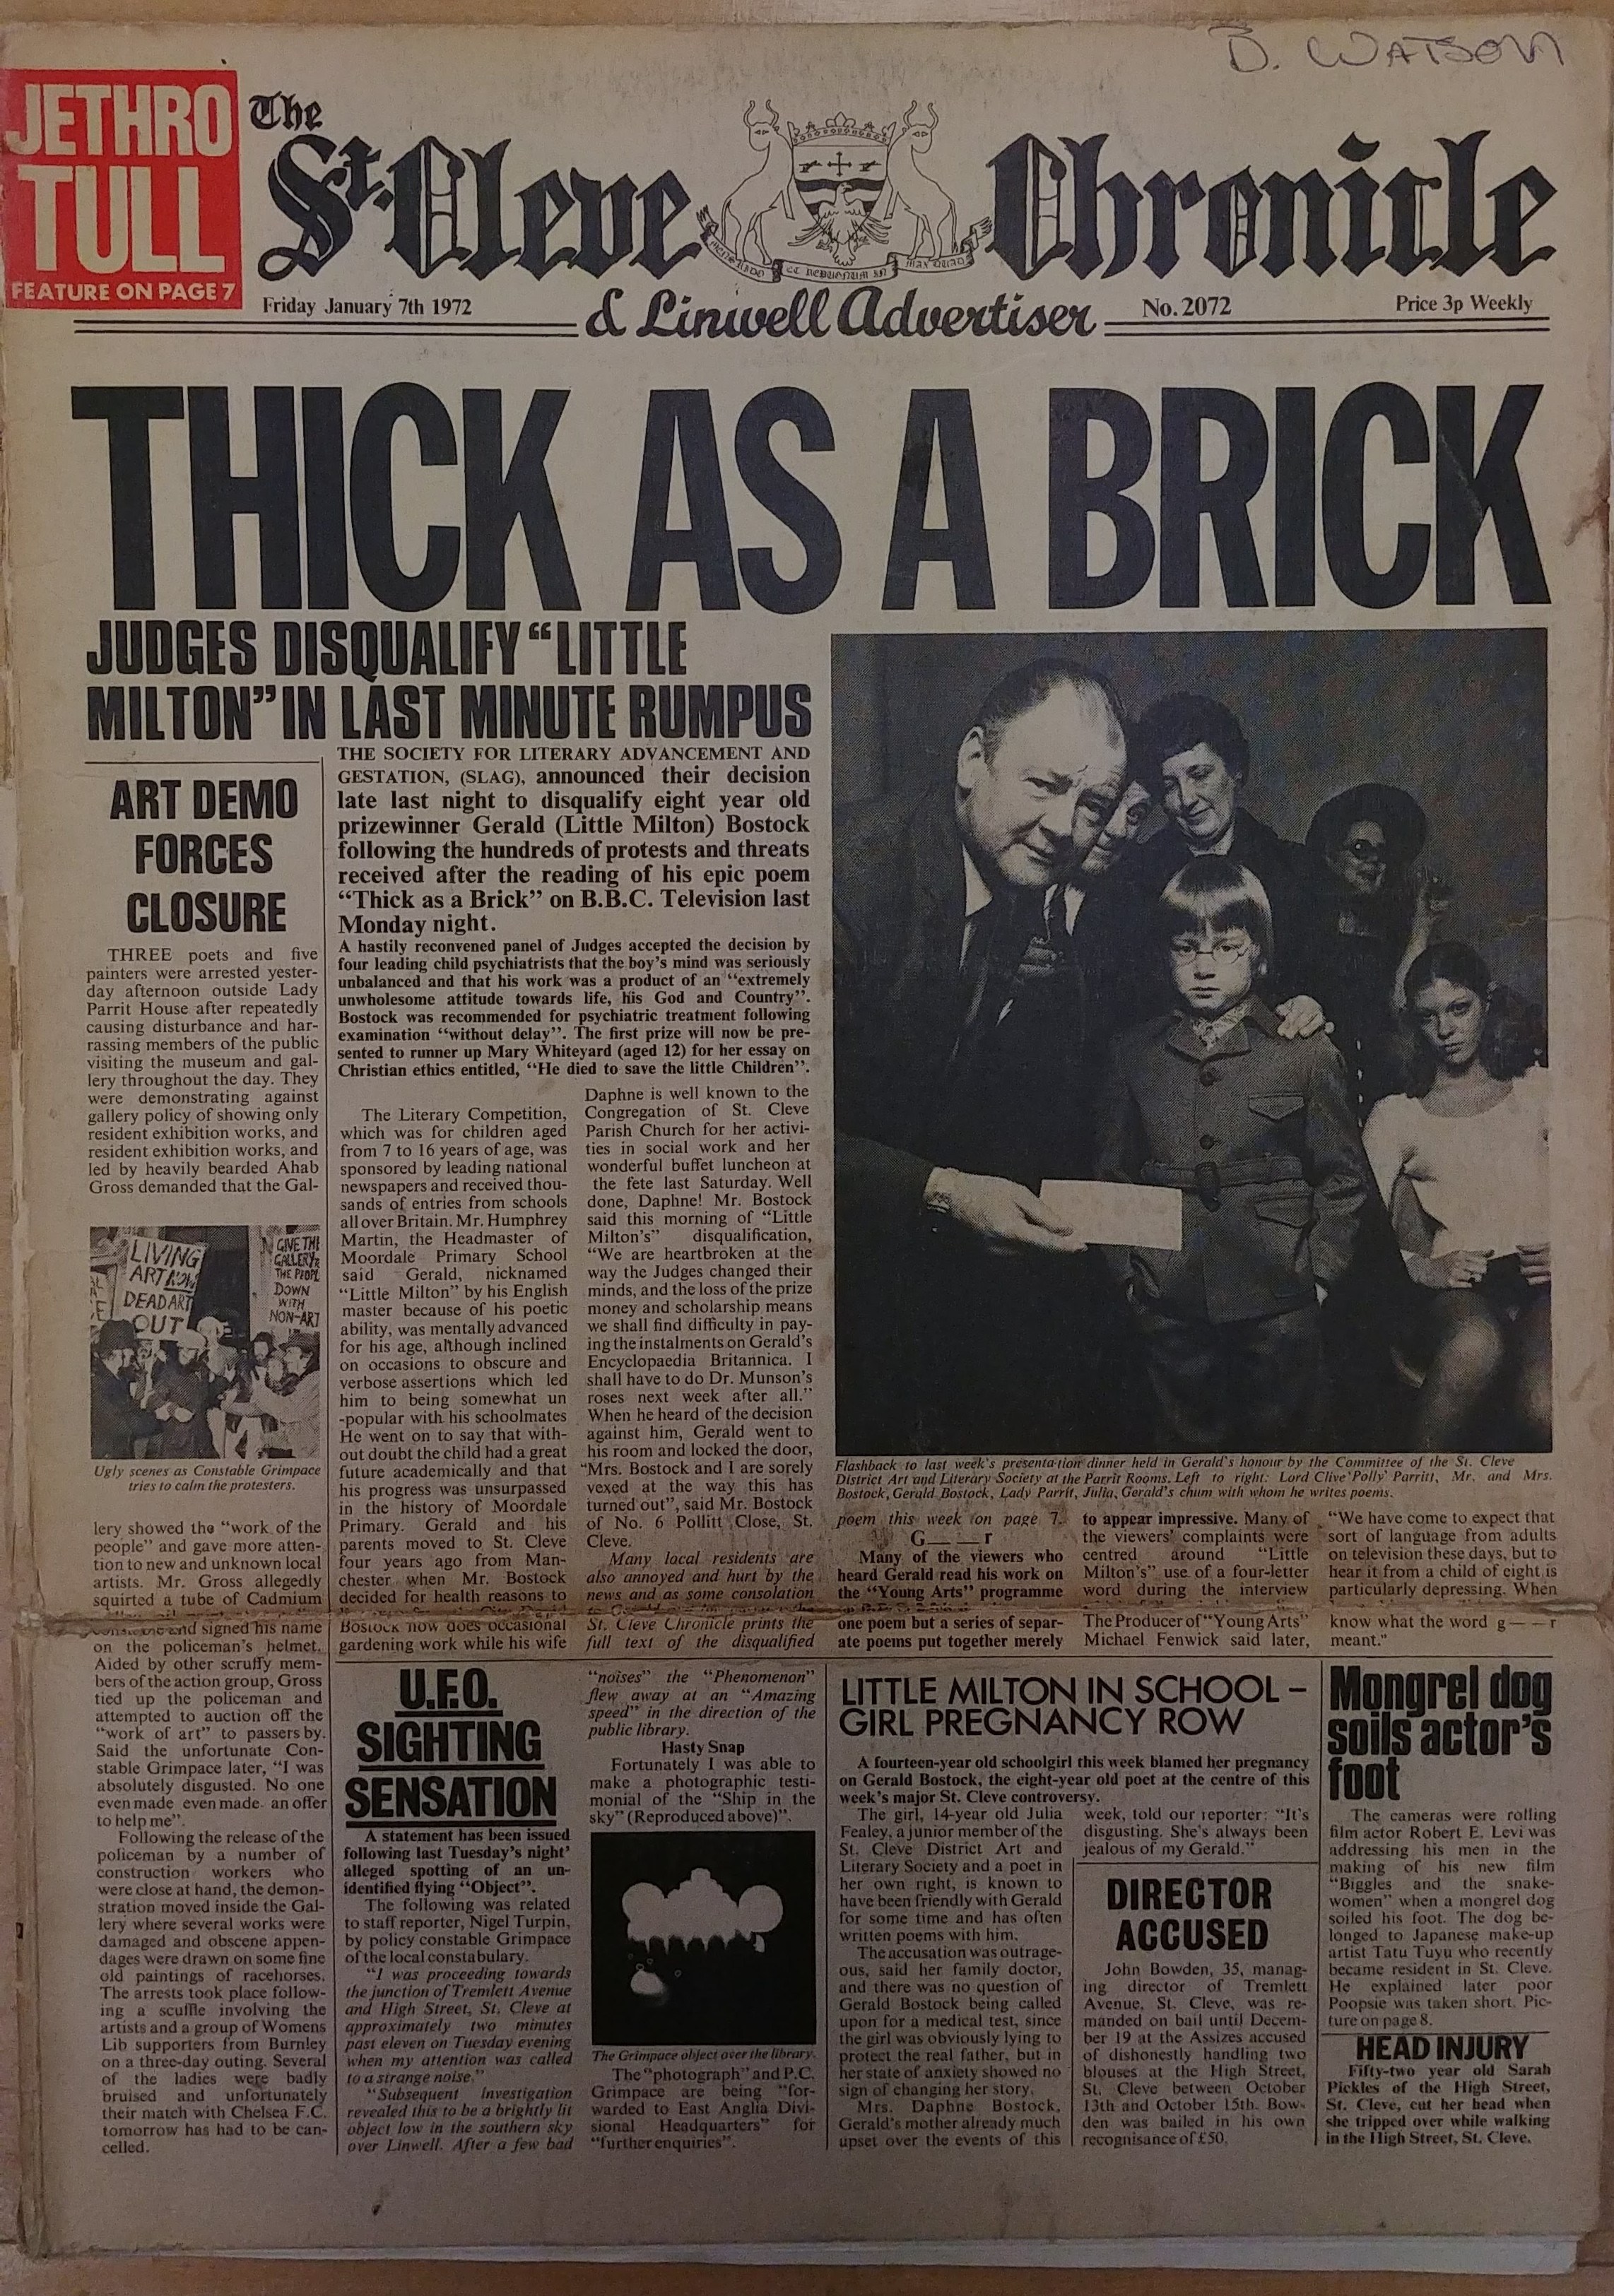 D. WATSON
JETHRO
TULL
FEATURE ON PAGE 7
The
St. Cleve Chronicle
& Linwell Advertiser
Friday January 7th 1972
No. 2072
Price 3p Weekly
THICK AS A BRICK
JUDGES DISQUALIFY “LITTLE
MILTON” IN LAST MINUTE RUMPUS
ART DEMO
FORCES
CLOSURE
THREE poets and five
painters were arrested yester-
day afternoon outside Lady
Parrit House after repeatedly
causing disturbance and har-
rassing members of the public
visiting the museum and gal-
lery throughout the day. They
were demonstrating against
gallery policy of showing only
resident exhibition works, and
resident exhibition works, and
led by heavily bearded Ahab
Gross demanded that the Gal-
LIVING
ART NOW
DEAD ART
OUT
GIVE THE
GALLERY
THE PEOPL
DOWN
WITH
NON-ART
Ugly scenes as Constable Grimpace
tries to calm the protesters.
lery showed the “work of the
people” and gave more atten-
tion to new and unknown local
artists. Mr. Gross allegedly
squirted a tube of Cadmium
and signed his name
on the policeman's helmet.
Aided by other scruffy mem-
bers of the action group, Gross
tied up the policeman and
attempted to auction off the
“work of art” to passers by.
Said the unfortunate Con-
stable Grimpace later, “I was
absolutely disgusted. No one
even made even made an offer
to help me”.
Following the release of the
policeman by a number of
construction workers who
were close at hand, the demon-
stration moved inside the Gal-
lery where several works were
damaged and obscene appen-
dages were drawn on some fine
old paintings of racehorses.
The arrests took place follow-
ing a scuffle involving the
artists and a group of Womens
Lib supporters from Burnley
on a three-day outing. Several
of the ladies were badly
bruised and unfortunately
their match with Chelsea F.C.
tomorrow has had to be can-
celled.
THE SOCIETY FOR LITERARY ADVANCEMENT AND
GESTATION, (SLAG), announced their decision
late last night to disqualify eight year old
prizewinner Gerald (Little Milton) Bostock
following the hundreds of protests and threats
received after the reading of his epic poem
“Thick as a Brick” on B.B.C. Television last
Monday night.
A hastily reconvened panel of Judges accepted the decision by
four leading child psychiatrists that the boy's mind was seriously
unbalanced and that his work was a product of an “extremely
unwholesome attitude towards life, his God and Country”.
Bostock was recommended for psychiatric treatment following
examination “without delay”. The first prize will now be pre-
sented to runner up Mary Whiteyard (aged 12) for her essay on
Christian ethics entitled, “He died to save the little Children”.
The Literary Competition,
which was for children aged
from 7 to 16 years of age, was
sponsored by leading national
newspapers and received thou-
sands of entries from schools
all over Britain. Mr. Humphrey
Martin, the Headmaster of
Moordale Primary School
said Gerald, nicknamed
“Little Milton” by his English
master because of his poetic
ability, was mentally advanced
for his age, although inclined
on occasions to obscure and
verbose assertions which led
him to being somewhat un
-popular with his schoolmates
He went on to say that with-
out doubt the child had a great
future academically and that
his progress was unsurpassed
in the history of Moordale
Primary. Gerald and his
parents moved to St. Cleve
four years ago from Man-
chester when Mr. Bostock
decided for health reasons to
Bostock now does occasional
gardening work while his wife
Daphne is well known to the
Congregation of St. Cleve
Parish Church for her activi-
ties in social work and her
wonderful buffet luncheon at
the fete last Saturday. Well
done, Daphne! Mr. Bostock
said this morning of “Little
Milton's” disqualification,
“We are heartbroken at the
way the Judges changed their
minds, and the loss of the prize
money and scholarship means
we shall find difficulty in pay-
ing the instalments on Gerald's
Encyclopaedia Britannica. I
shall have to do Dr. Munson's
roses next week after all.”
When he heard of the decision
against him, Gerald went to
his room and locked the door,
“Mrs. Bostock and I are sorely
vexed at the way this has
turned out”, said Mr. Bostock
of No. 6 Pollitt Close, St.
Cleve.
Many local residents are
also annoyed and hurt by the
news and as some consolation
St. Cleve Chronicle prints the
full text of the disqualified
Flashback to last week's presentation dinner held in Gerald's honour by the Committee of the St. Cleve
District Art and Literary Society at the Parrit Rooms. Left to right: Lord Clive 'Polly' Parritt, Mr. and Mrs.
Bostock, Gerald Bostock, Lady Parrit, Julia, Gerald's chum with whom he writes poems.
poem this week (on page 7.
G— —r
Many of the viewers who
heard Gerald read his work on
the “Young Arts” programme
one poem but a series of separ-
ate poems put together merely
to appear impressive. Many of
the viewers' complaints were
centred around “Little
Milton's” use of a four-letter
word during the interview
The Producer of “Young Arts”
Michael Fenwick said later,
“We have come to expect that
sort of language from adults
on television these days, but to
hear it from a child of eight is
particularly depressing. When
know what the word g— —r
meant.”
U.F.O.
SIGHTING
SENSATION
A statement has been issued
following last Tuesday's night'
alleged spotting of an un-
identified flying “Object”.
The following was related
to staff reporter, Nigel Turpin,
by policy constable Grimpace
of the local constabulary.
“I was proceeding towards
the junction of Tremlett Avenue
and High Street, St. Cleve at
approximately two minutes
past eleven on Tuesday evening
when my attention was called
to a strange noise.”
“Subsequent investigation
revealed this to be a brightly lit
object low in the southern sky
over Linwell. After a few bad
“noises” the “Phenomenon”
flew away at an “Amazing
speed” in the direction of the
public library.
Hasty Snap
Fortunately I was able to
make a photographic testi-
monial of the “Ship in the
sky” (Reproduced above)”.
The Grimpace object over the library.
The “photograph” and P.C.
Grimpace are being “for-
warded to East Anglia Divi-
sional Headquarters” for
“further enquiries”.
LITTLE MILTON IN SCHOOL –
GIRL PREGNANCY ROW
A fourteen-year old schoolgirl this week blamed her pregnancy
on Gerald Bostock, the eight-year old poet at the centre of this
week's major St. Cleve controversy.
The girl, 14-year old Julia
Fealey, a junior member of the
St. Cleve District Art and
Literary Society and a poet in
her own right, is known to
have been friendly with Gerald
for some time and has often
written poems with him.
The accusation was outrage-
ous, said her family doctor,
and there was no question of
Gerald Bostock being called
upon for a medical test, since
the girl was obviously lying to
protect the real father, but in
her state of anxiety showed no
sign of changing her story.
Mrs. Daphne Bostock,
Gerald's mother already much
upset over the events of this
week, told our reporter: “It's
disgusting. She's always been
jealous of my Gerald.”
DIRECTOR
ACCUSED
John Bowden, 35, manag-
ing director of Tremlett
Avenue, St. Cleve, was re-
manded on bail until Decem-
ber 19 at the Assizes accused
of dishonestly handling two
blouses at the High Street,
St. Cleve between October
13th and October 15th. Bow-
den was bailed in his own
recognisance of £50.
Mongrel dog
soils actor's
foot
The cameras were rolling
film actor Robert E. Levi was
addressing his men in the
making of his new film
“Biggles and the snake-
women” when a mongrel dog
soiled his foot. The dog be-
longed to Japanese make-up
artist Tatu Tuyu who recently
became resident in St. Cleve.
He explained later poor
Poopsie was taken short. Pic-
ture on page 8.
HEAD INJURY
Fifty-two year old Sarah
Pickles of the High Street,
St. Cleve, cut her head when
she tripped over while walking
in the High Street, St. Cleve.